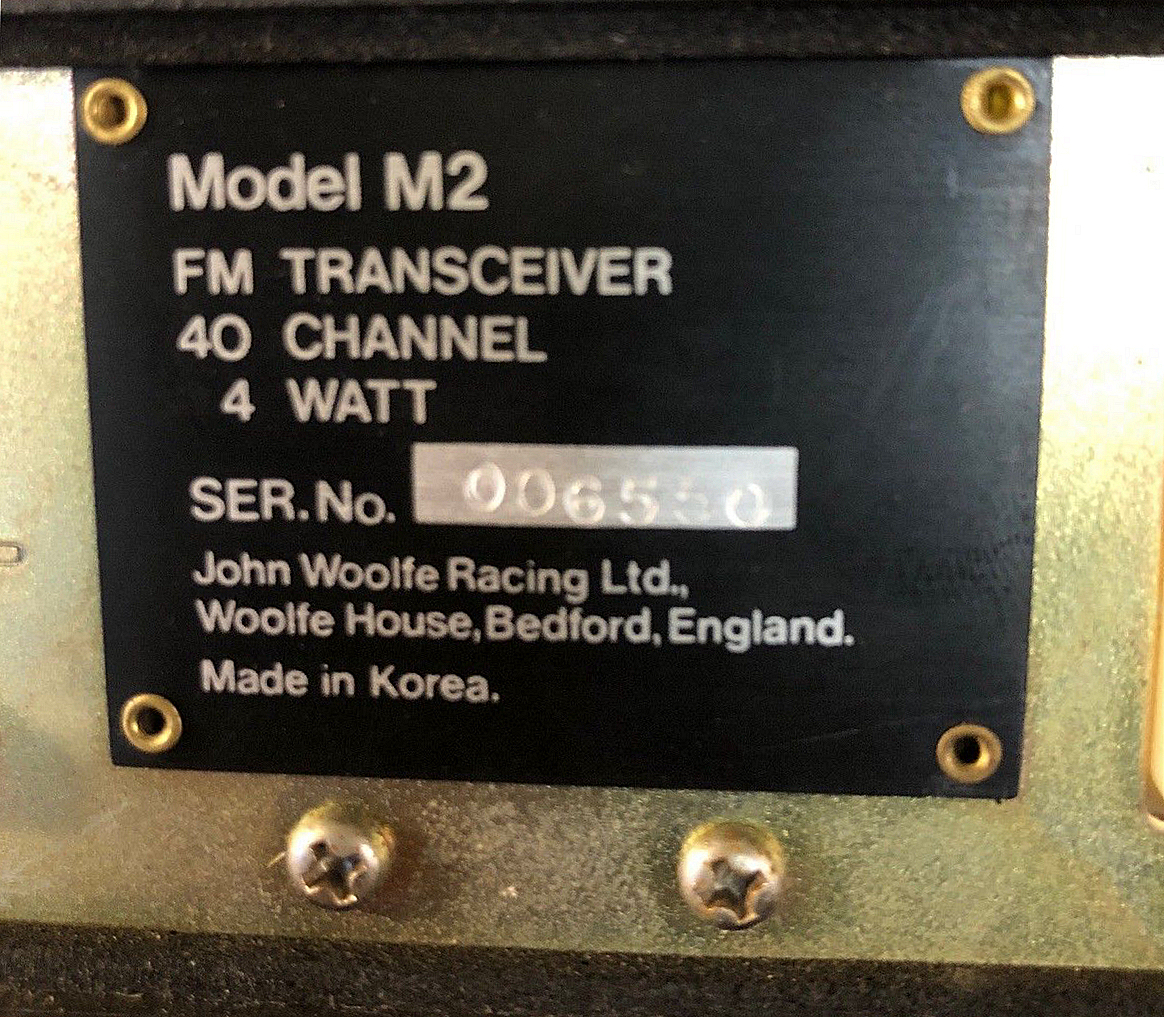 Model M2
FM TRANSCEIVER
40 CHANNEL
4 WATT
SER. No. 006550
John Woolfe Racing Ltd.,
Woolfe House, Bedford, England.
Made in Korea.